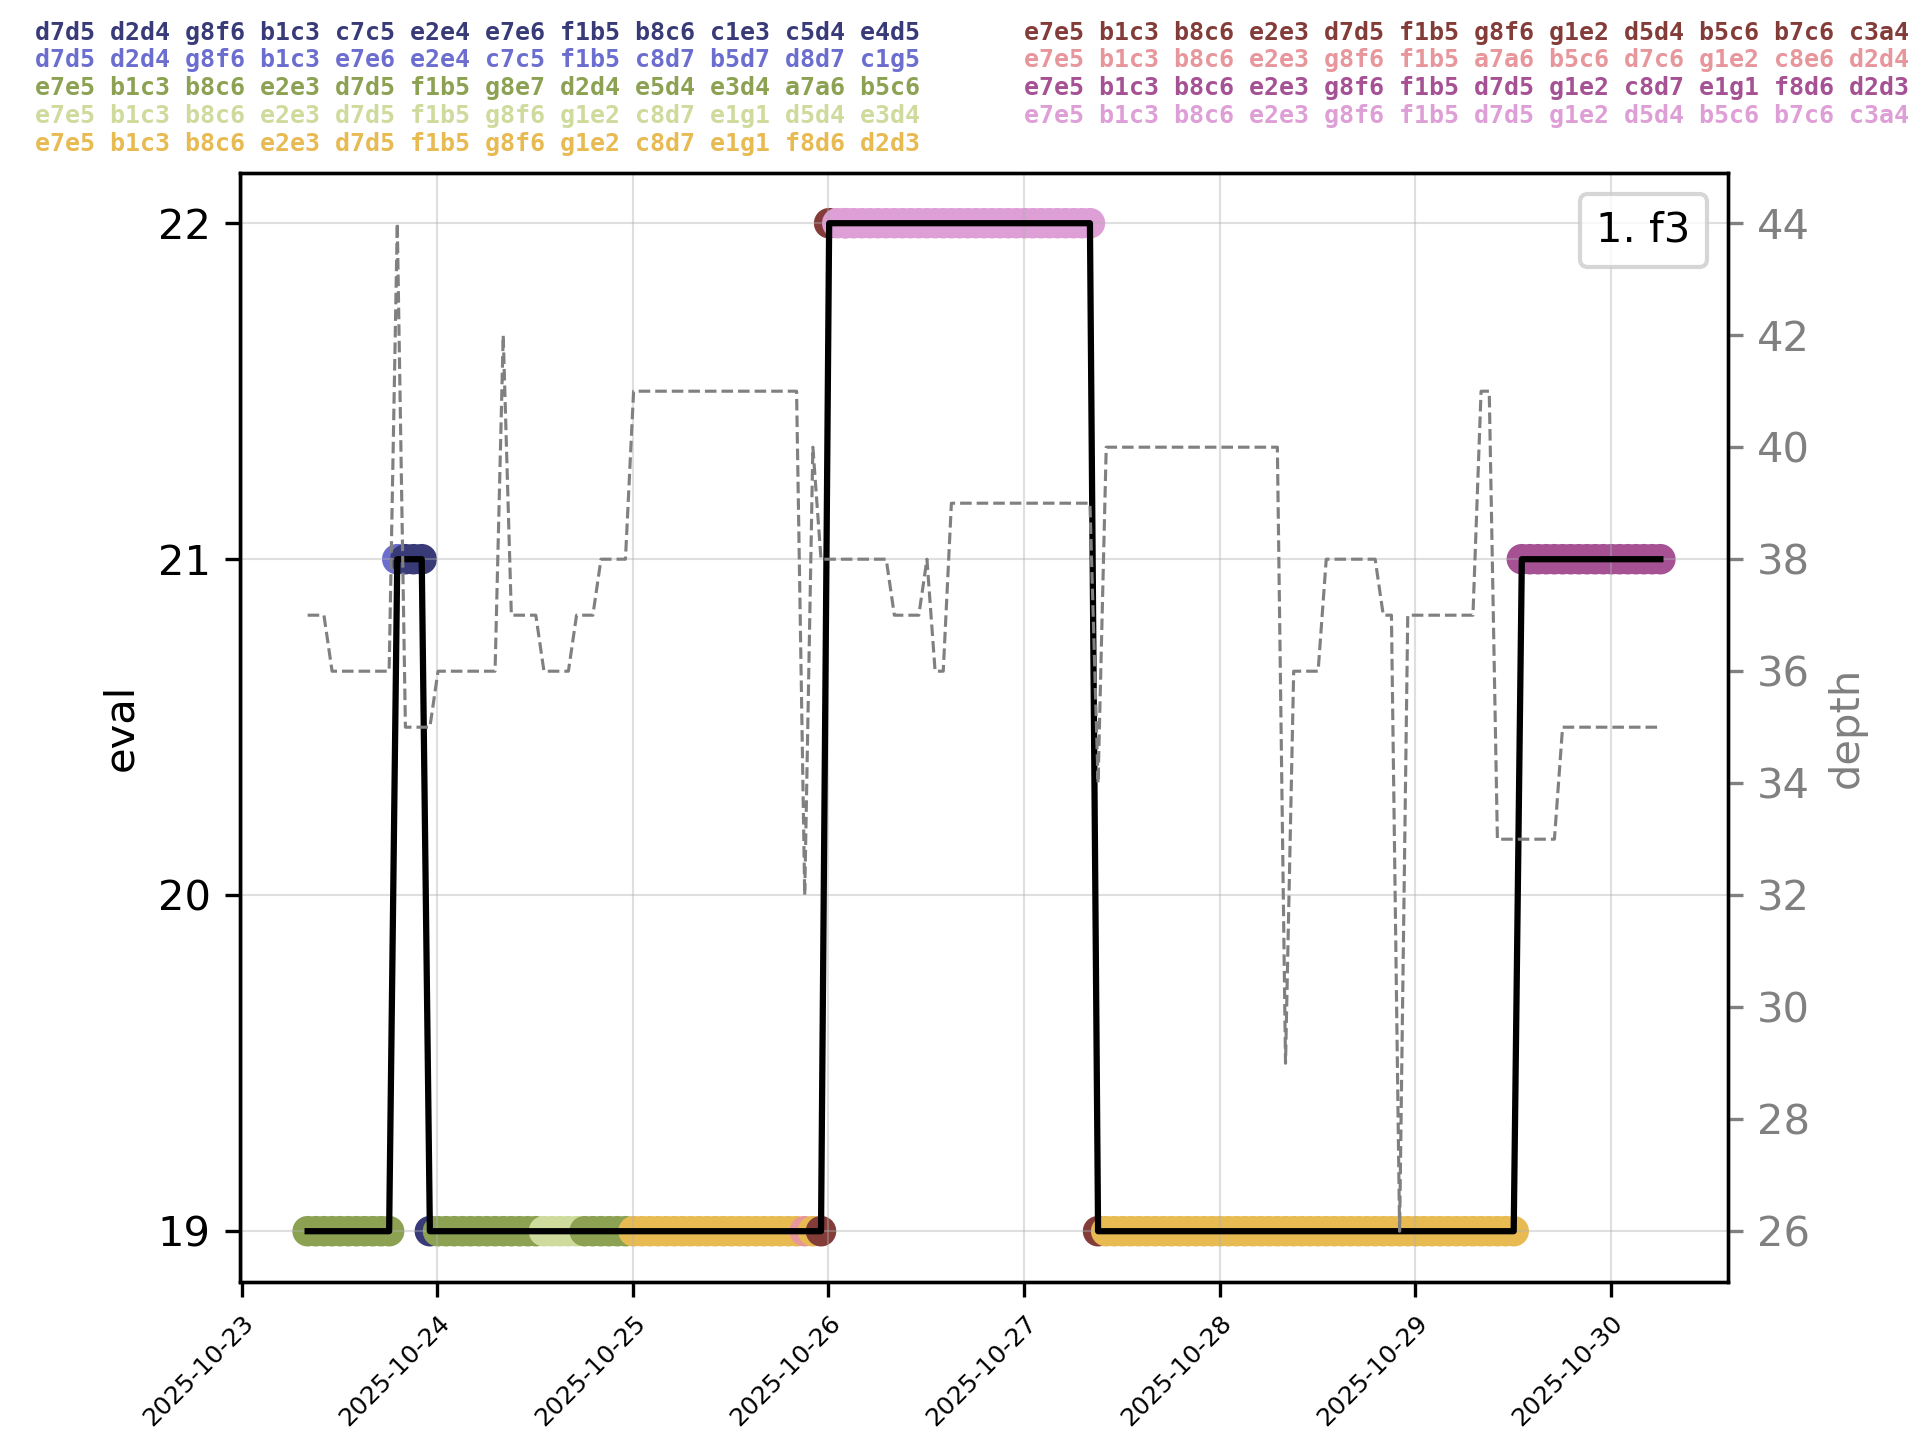 d7d5 d2d4 g8f6 b1c3 c7c5 e2e4 e7e6 f1b5 b8c6 c1e3 c5d4 e4d5
d7d5 d2d4 g8f6 b1c3 e7e6 e2e4 c7c5 f1b5 c8d7 b5d7 d8d7 c1g5
e7e5 b1c3 b8c6 e2e3 d7d5 f1b5 g8e7 d2d4 e5d4 e3d4 a7a6 b5c6
e7e5 b1c3 b8c6 e2e3 d7d5 f1b5 g8f6 g1e2 c8d7 e1g1 d5d4 e3d4
e7e5 b1c3 b8c6 e2e3 d7d5 f1b5 g8f6 g1e2 c8d7 e1g1 f8d6 d2d3
e7e5 b1c3 b8c6 e2e3 d7d5 f1b5 g8f6 g1e2 d5d4 b5c6 b7c6 c3a4
e7e5 b1c3 b8c6 e2e3 g8f6 f1b5 a7a6 b5c6 d7c6 g1e2 c8e6 d2d4
e7e5 b1c3 b8c6 e2e3 g8f6 f1b5 d7d5 g1e2 c8d7 e1g1 f8d6 d2d3
e7e5 b1c3 b8c6 e2e3 g8f6 f1b5 d7d5 g1e2 d5d4 b5c6 b7c6 c3a4
1. f3
22
21
20
19
eval
44
42
40
38
36
34
32
30
28
26
depth
2025-10-23
2025-10-24
2025-10-25
2025-10-26
2025-10-27
2025-10-28
2025-10-29
2025-10-30